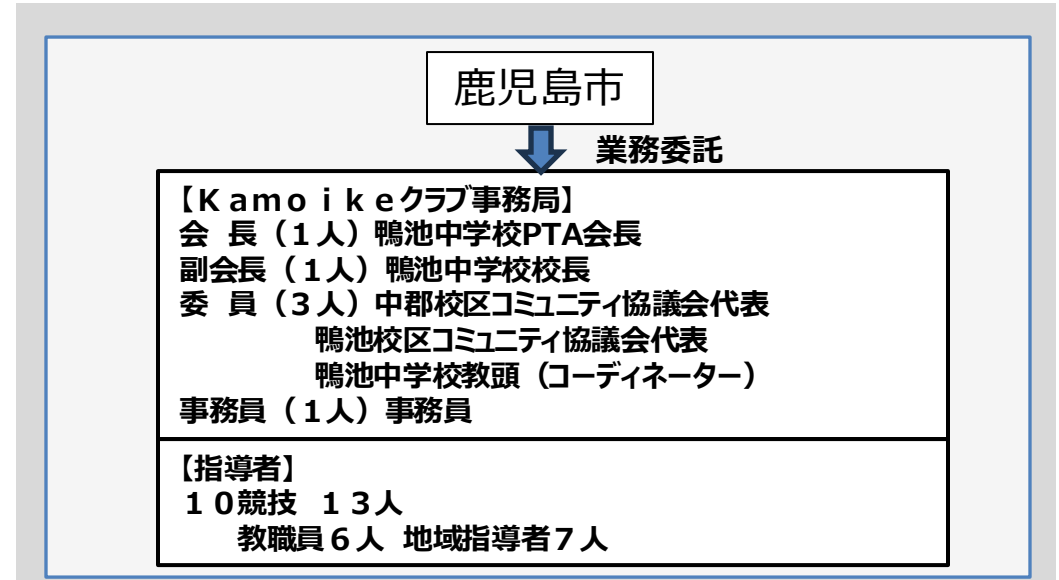 鹿児島市
業務委託
【Ｋａｍｏｉｋｅクラブ事務局】
会　長（１人）鴨池中学校PTA会長
副会長（１人）鴨池中学校校長
委　員（３人）中郡校区コミュニティ協議会代表
鴨池校区コミュニティ協議会代表
鴨池中学校教頭（コーディネーター）
事務員（１人）事務員
【指導者】
１０競技　１３人
教職員６人　地域指導者７人